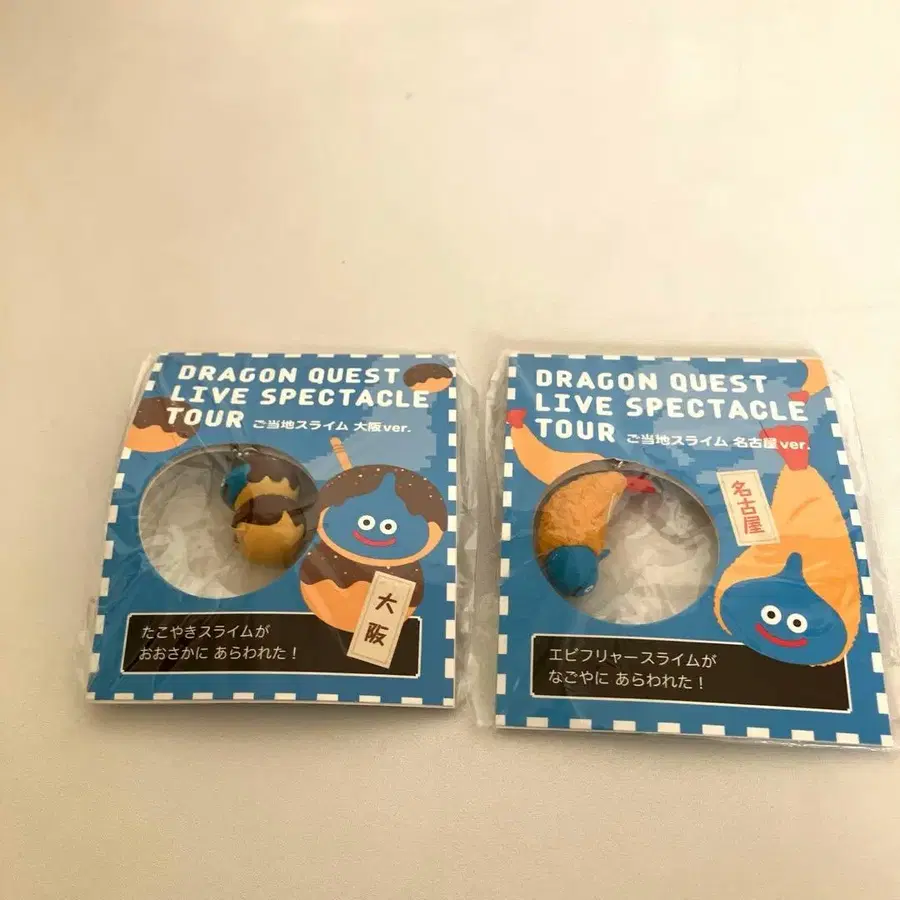 DRAGON QUEST
LIVE SPECTACLE
TOUR ご当地スライム 大阪ver.
大阪
たこやきスライムが
おおさかに あらわれた！
DRAGON QUEST
LIVE SPECTACLE
TOUR ご当地スライム 名古屋ver.
名古屋
エビフリャースライムが
なごやに あらわれた！